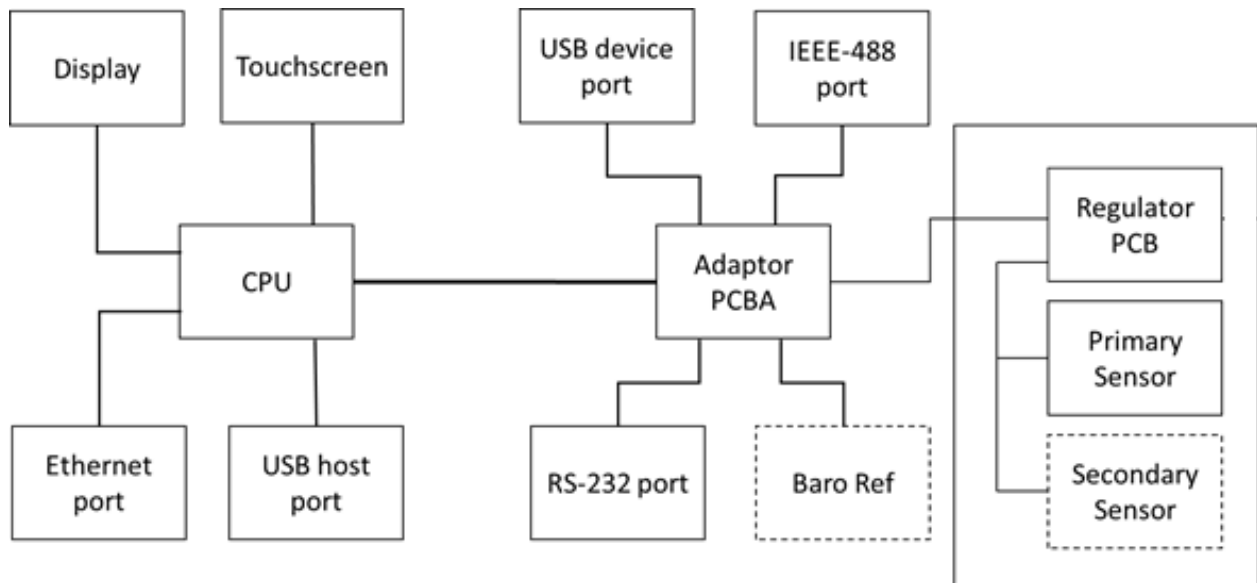 Display
Touchscreen
USB device
port
IEEE-488
port
Regulator
PCB
CPU
Adaptor
PCBA
Primary
Sensor
Ethernet
port
USB host
port
RS-232 port
Baro Ref
Secondary
Sensor